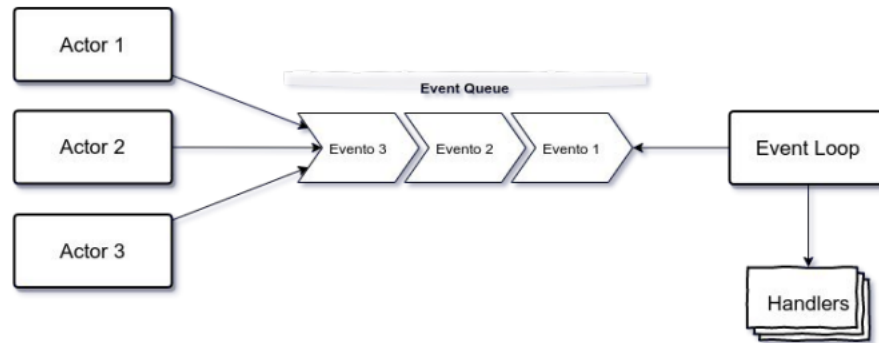 Actor 1
Event Queue
Actor 2
Evento 3
Evento 2
Evento 1
Event Loop
Actor 3
Handlers